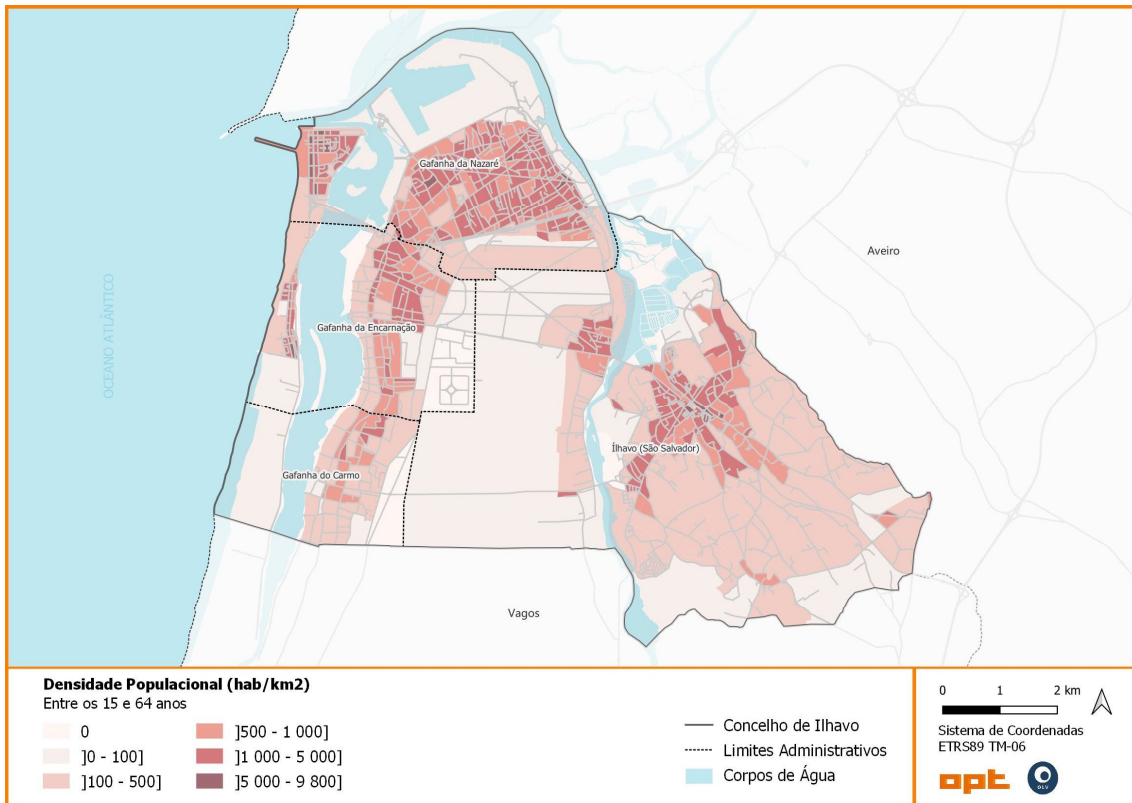 Gafanha da Nazaré
Aveiro
OCEANO ATLÂNTICO
Gafanha da Encarnação
Ílhavo (São Salvador)
Gafanha do Carmo
Vagos
Densidade Populacional (hab/km2)
Entre os 15 e 64 anos
0
]0 - 100]
]100 - 500]
]500 - 1 000]
]1 000 - 5 000]
]5 000 - 9 800]
Concelho de Ílhavo
Limites Administrativos
Corpos de Água
0 1 2 km
Sistema de Coordenadas
ETRS89 TM-06
opt
OLV